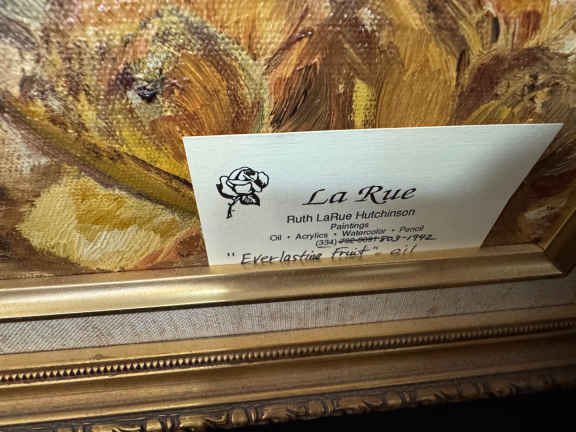 La Rue
Ruth LaRue Hutchinson
Paintings
Oil • Acrylics • Watercolor • Pencil
(334) 803-1942
"Everlasting Fruit" oil